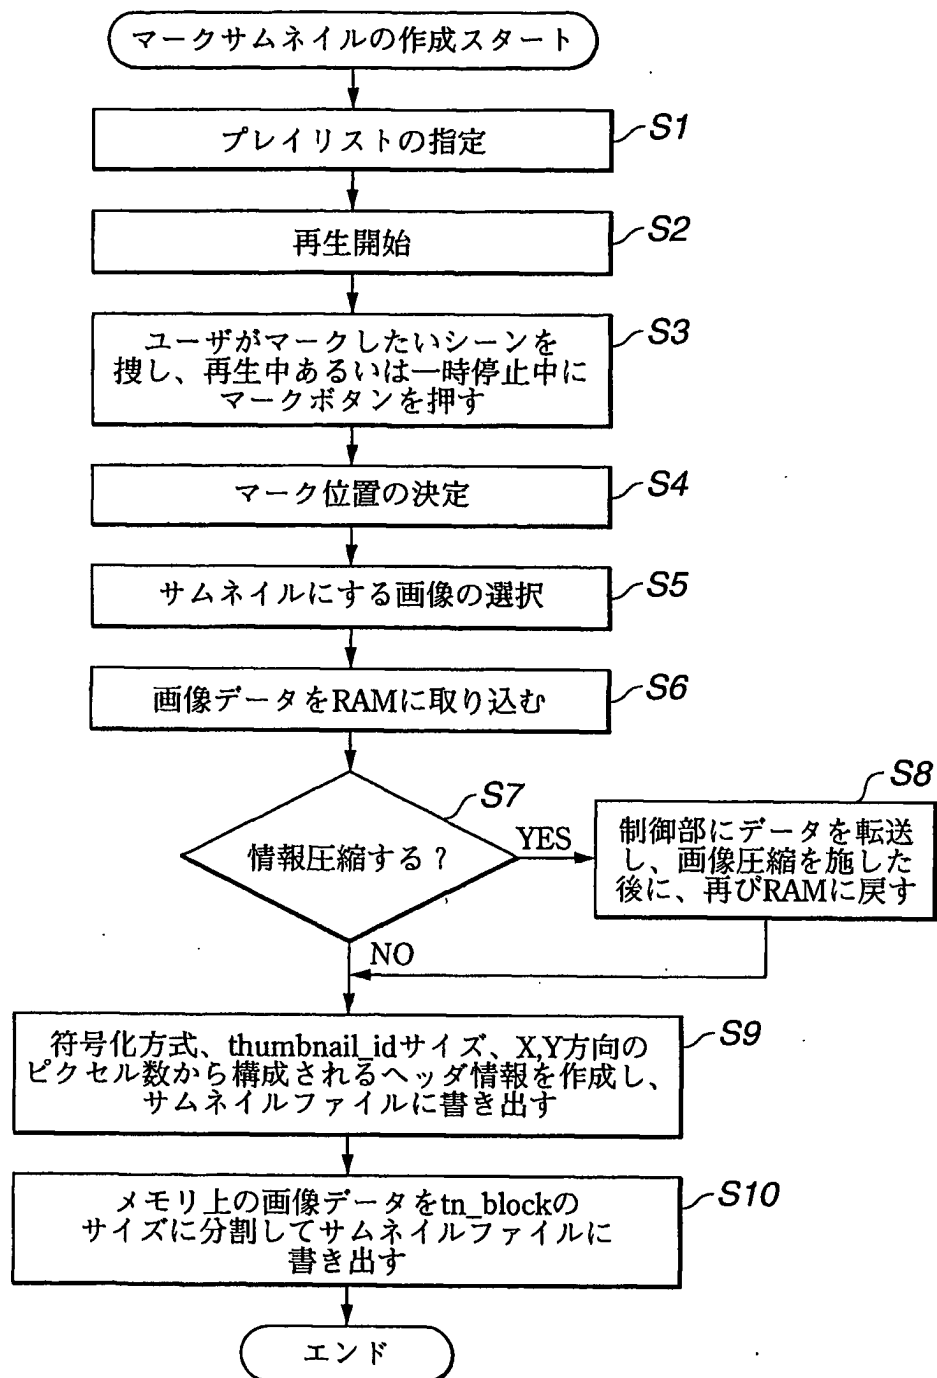 マークサムネイルの作成スタート
プレイリストの指定
S1
再生開始
S2
ユーザがマークしたいシーンを
捜し、再生中あるいは一時停止中に
マークボタンを押す
S3
マーク位置の決定
S4
サムネイルにする画像の選択
S5
画像データをRAMに取り込む
S6
情報圧縮する？
S7
YES
制御部にデータを転送
し、画像圧縮を施した
後に、再びRAMに戻す
S8
NO
符号化方式、thumbnail_idサイズ、X,Y方向の
ピクセル数から構成されるヘッダ情報を作成し、
サムネイルファイルに書き出す
S9
メモリ上の画像データをtn_blockの
サイズに分割してサムネイルファイルに
書き出す
S10
エンド